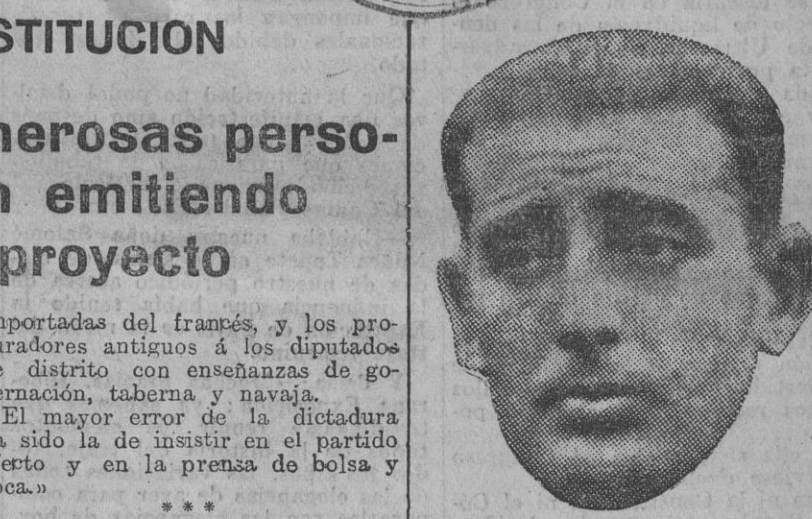 STITUCION
nerosas perso-
n emitiendo
proyecto
mportadas del francés, y los pro-
uradores antiguos á los diputados
e distrito con enseñanzas de go-
ernación, taberna y navaja.
El mayor error de la dictadura
a sido la de insistir en el partido
fecto y en la prensa de bolsa y
oca.»
* * *